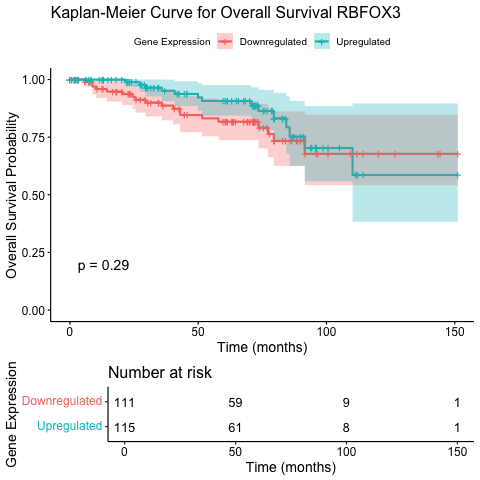 Kaplan-Meier Curve for Overall Survival RBFOX3
Gene Expression Downregulated Upregulated
Overall Survival Probability
1.00
0.75
0.50
0.25
0.00
p = 0.29
0 50 100 150
Time (months)
Number at risk
Gene Expression
Downregulated 111 59 9 1
Upregulated 115 61 8 1
0 50 100 150
Time (months)